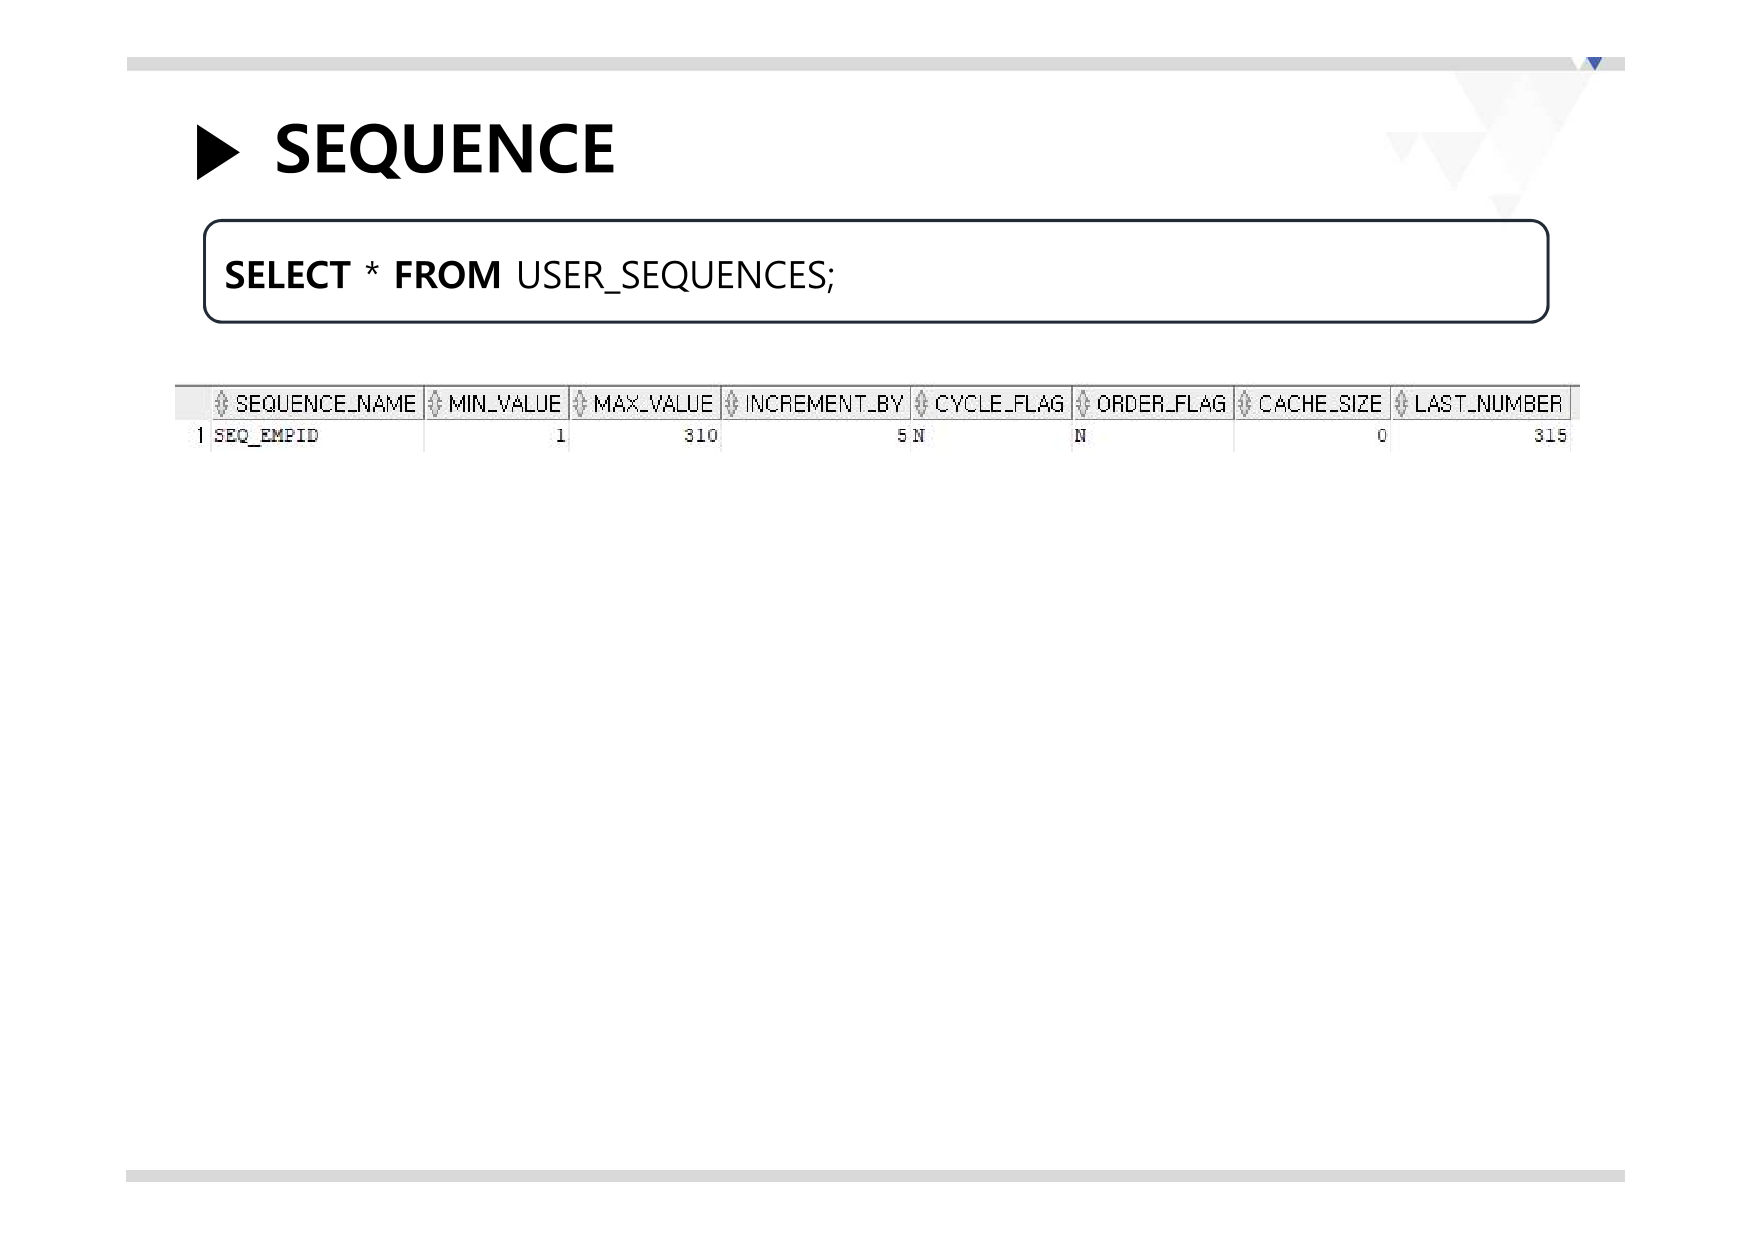 ▶ SEQUENCE
SELECT * FROM USER_SEQUENCES;
SEQUENCE_NAME MIN_VALUE MAX_VALUE INCREMENT_BY CYCLE_FLAG ORDER_FLAG CACHE_SIZE LAST_NUMBER
1 SEQ_EMPID 1 310 5 N N 0 315